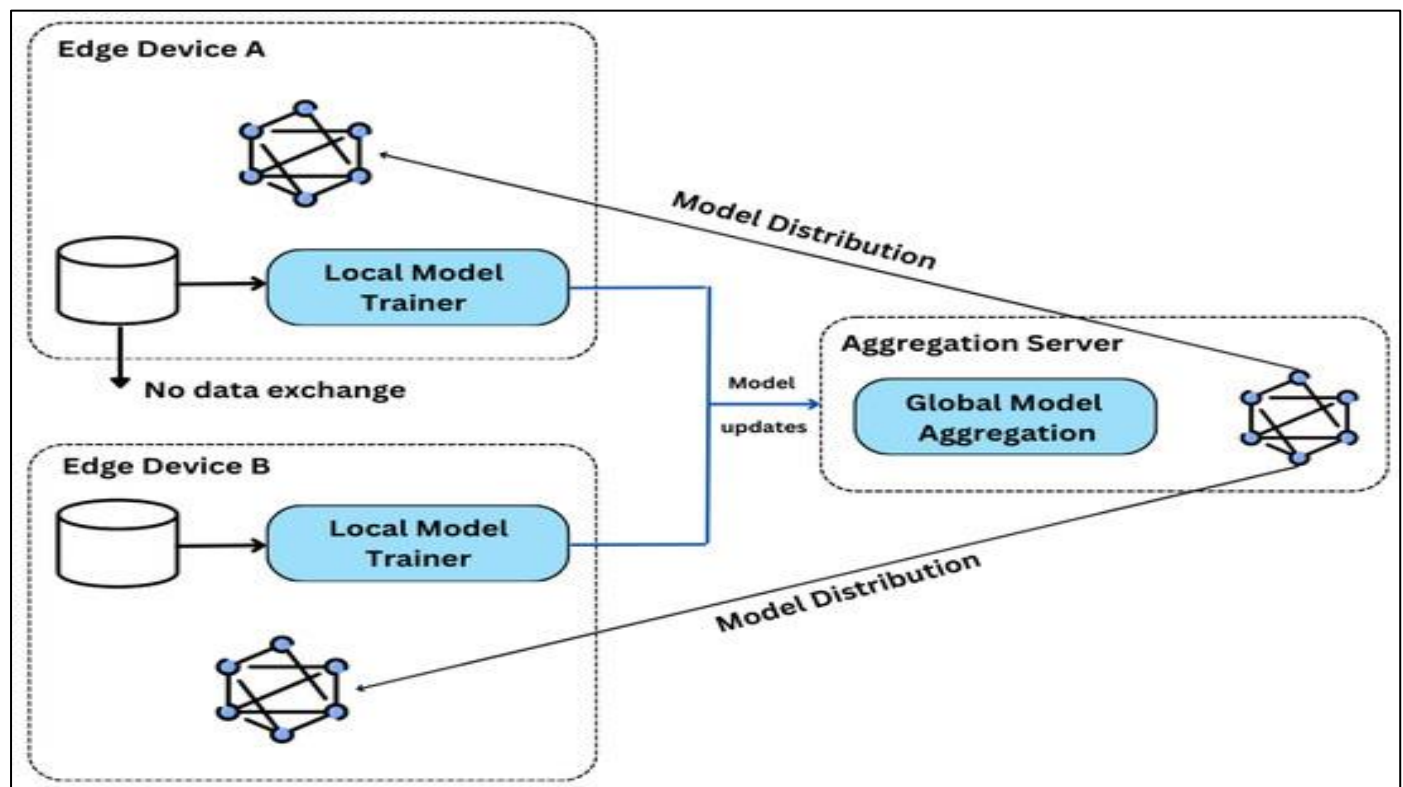 Edge Device A
Model Distribution
Local Model
Trainer
No data exchange
Aggregation Server
Model
updates
Global Model
Aggregation
Edge Device B
Local Model
Trainer
Model Distribution